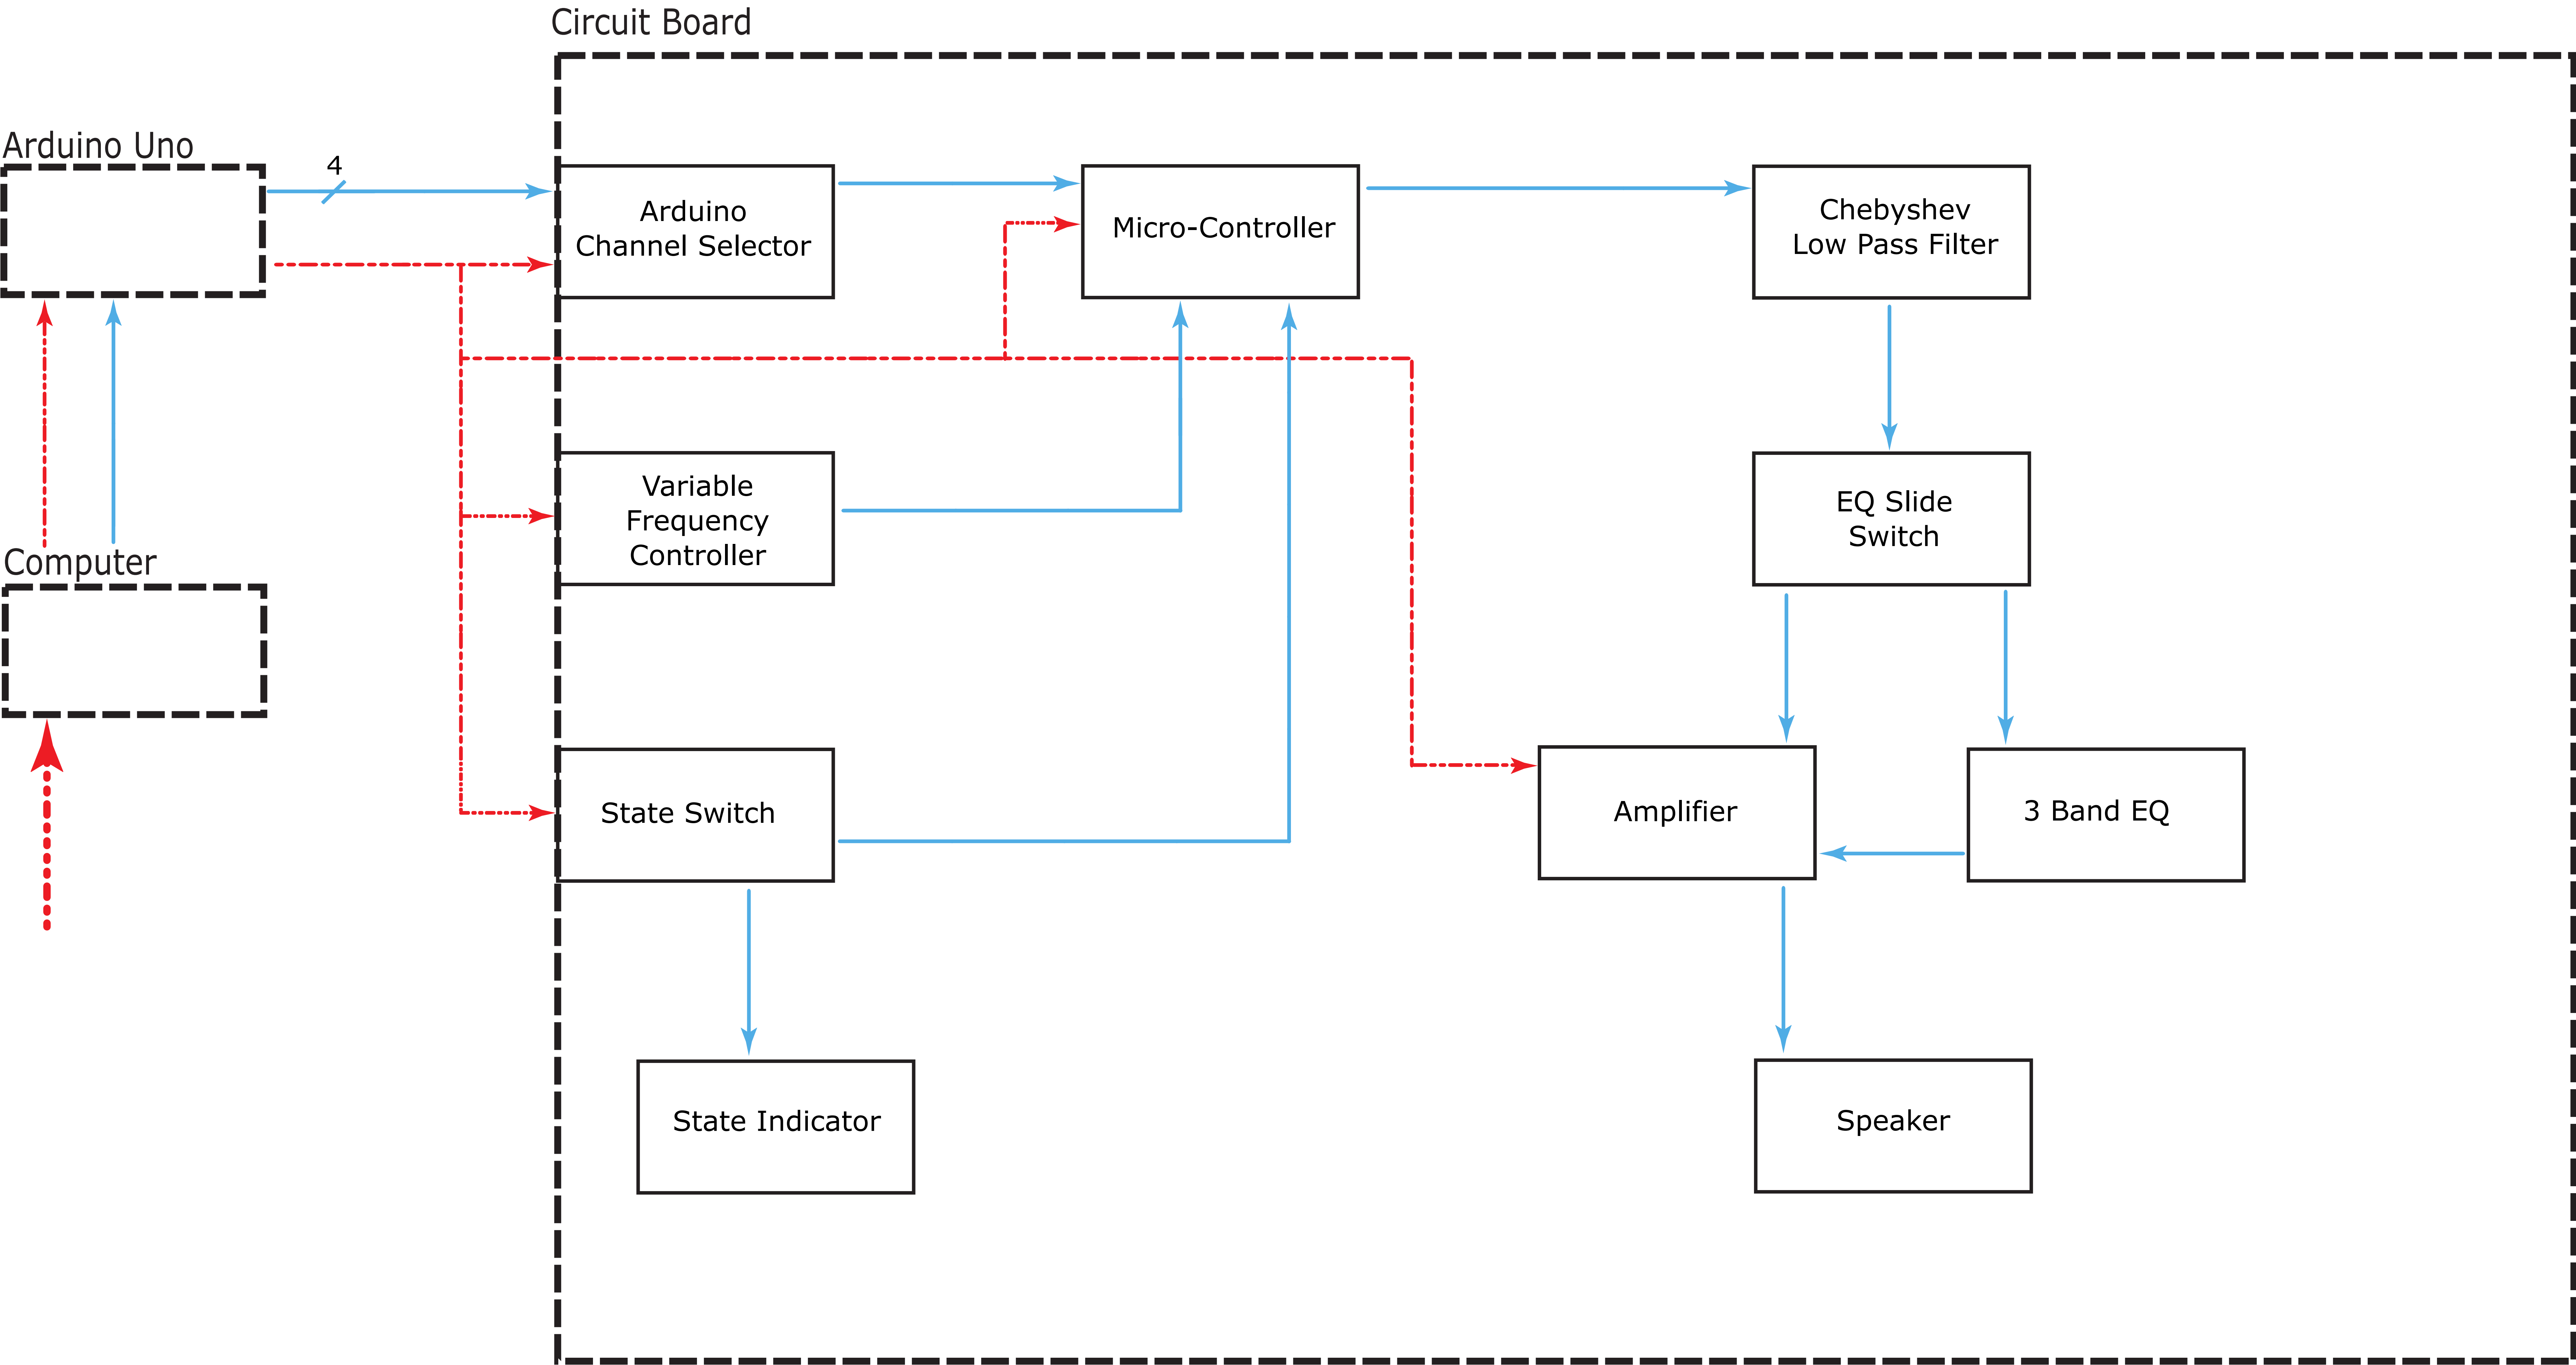 Circuit Board
Arduino Uno
4
Arduino
Channel Selector
Micro-Controller
Chebyshev
Low Pass Filter
Variable
Frequency
Controller
EQ Slide
Switch
Computer
State Switch
Amplifier
3 Band EQ
State Indicator
Speaker